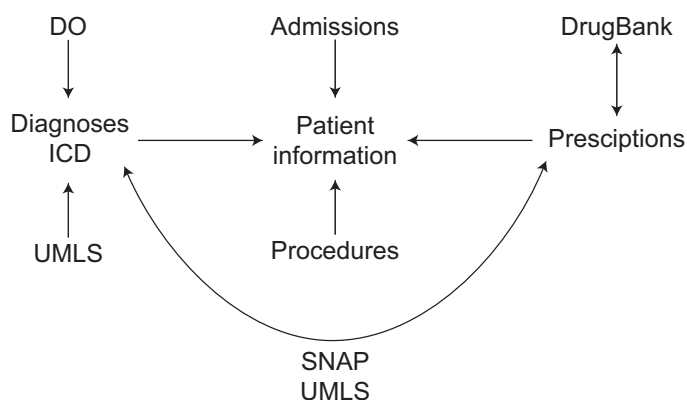 DO
Admissions
DrugBank
Diagnoses
ICD
Patient
information
Presciptions
UMLS
Procedures
SNAP
UMLS